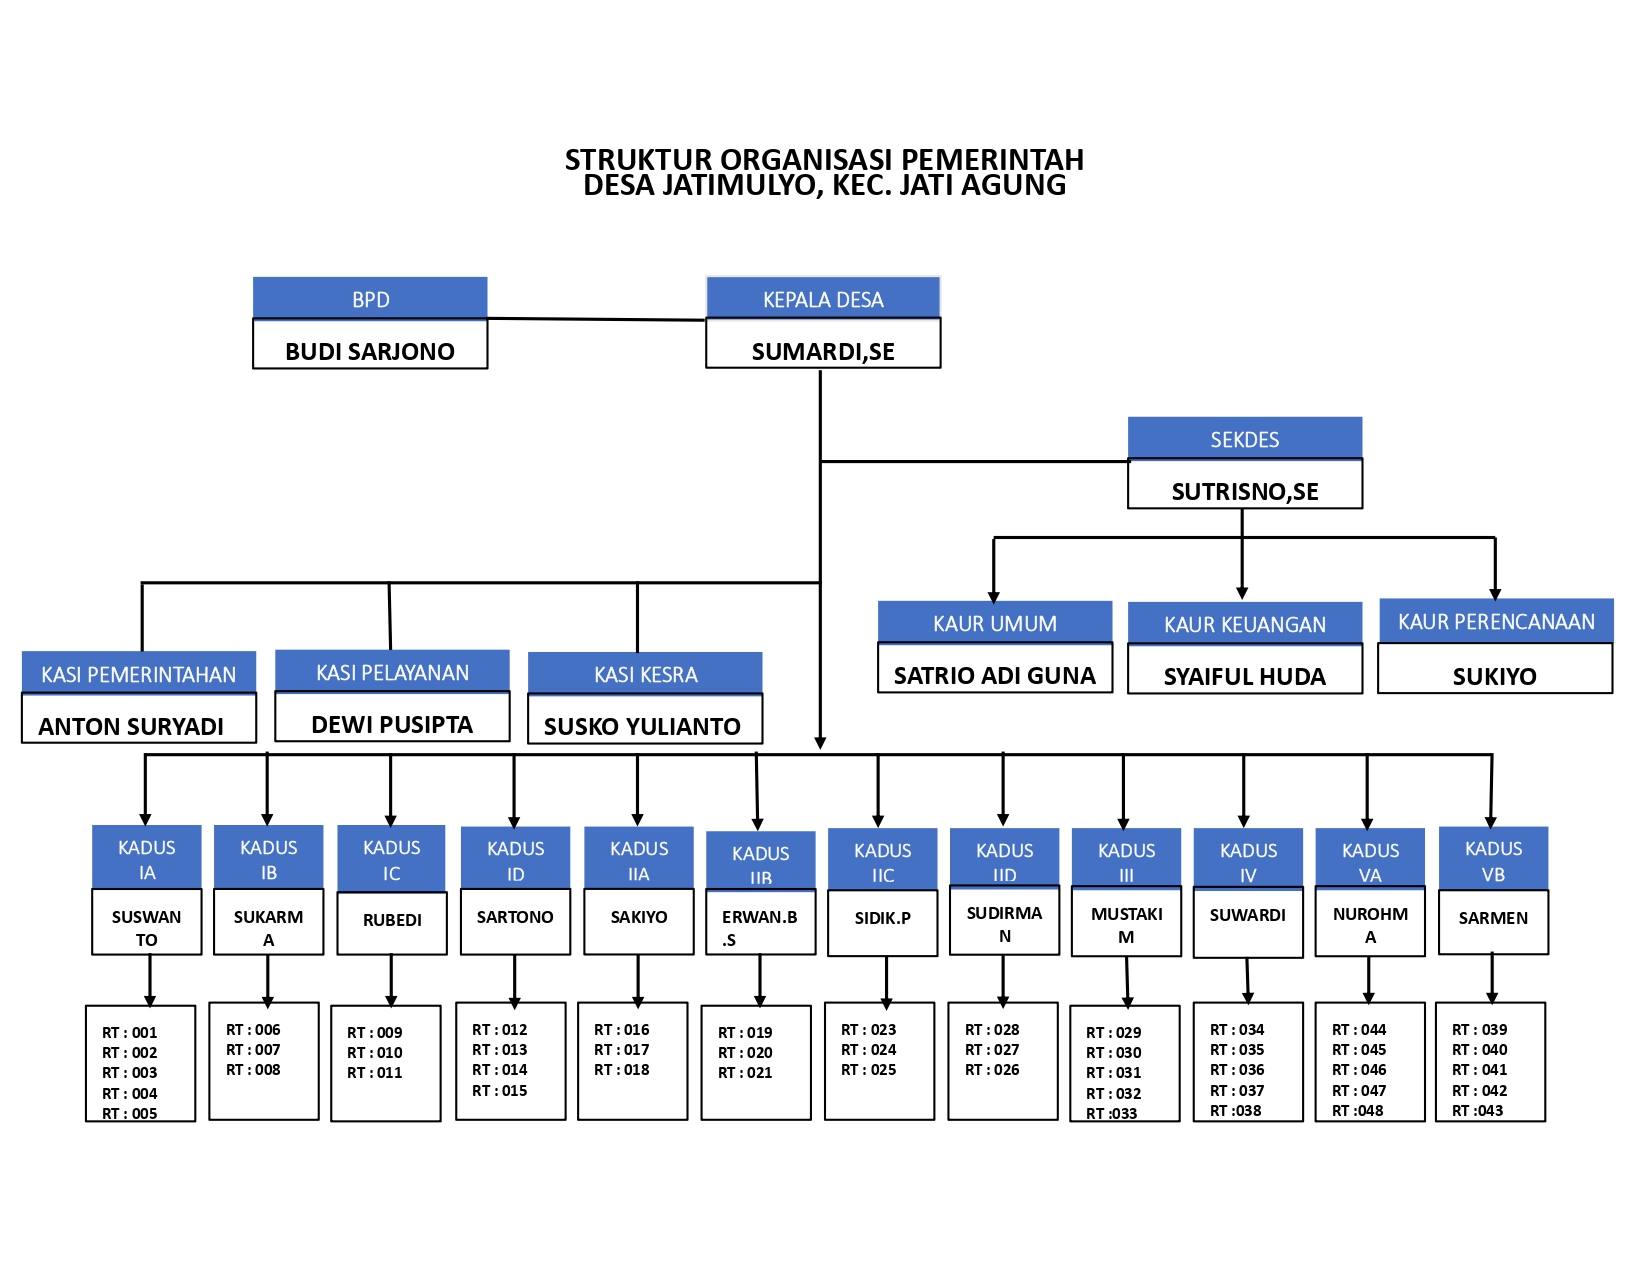 STRUKTUR ORGANISASI PEMERINTAH
DESA JATIMULYO, KEC. JATI AGUNG
BPD
BUDI SARJONO
KEPALA DESA
SUMARDI,SE
SEKDES
SUTRISNO,SE
KAUR UMUM
SATRIO ADI GUNA
KAUR KEUANGAN
SYAIFUL HUDA
KAUR PERENCANAAN
SUKIYO
KASI PEMERINTAHAN
ANTON SURYADI
KASI PELAYANAN
DEWI PUSIPTA
KASI KESRA
SUSKO YULIANTO
KADUS
IA
SUSWAN
TO
RT : 001
RT : 002
RT : 003
RT : 004
RT : 005
KADUS
IB
SUKARM
A
RT : 006
RT : 007
RT : 008
KADUS
IC
RUBEDI
RT : 009
RT : 010
RT : 011
KADUS
ID
SARTONO
RT : 012
RT : 013
RT : 014
RT : 015
KADUS
IIA
SAKIYO
RT : 016
RT : 017
RT : 018
KADUS
IIB
ERWAN.B
.S
RT : 019
RT : 020
RT : 021
KADUS
IIC
SIDIK.P
RT : 023
RT : 024
RT : 025
KADUS
IID
SUDIRMA
N
RT : 028
RT : 027
RT : 026
KADUS
III
MUSTAKI
M
RT : 029
RT : 030
RT : 031
RT : 032
RT :033
KADUS
IV
SUWARDI
RT : 034
RT : 035
RT : 036
RT : 037
RT :038
KADUS
VA
NUROHM
A
RT : 044
RT : 045
RT : 046
RT : 047
RT :048
KADUS
VB
SARMEN
RT : 039
RT : 040
RT : 041
RT : 042
RT :043